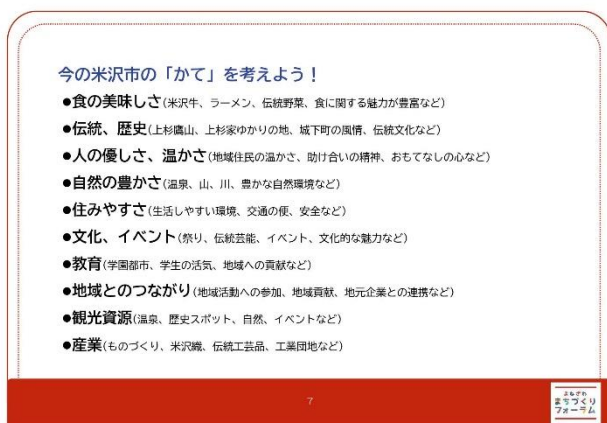 今の米沢市の「かて」を考えよう！
●食の美味しさ(米沢牛、ラーメン、伝統野菜、食に関する魅力が豊富など)
●伝統、歴史(上杉鷹山、上杉家ゆかりの地、城下町の風情、伝統文化など)
●人の優しさ、温かさ(地域住民の温かさ、助け合いの精神、おもてなしの心など)
●自然の豊かさ(温泉、山、川、豊かな自然環境など)
●住みやすさ(生活しやすい環境、交通の便、安全など)
●文化、イベント(祭り、伝統芸能、イベント、文化的な魅力など)
●教育(学園都市、学生の活気、地域への貢献など)
●地域とのつながり(地域活動への参加、地域貢献、地元企業との連携など)
●観光資源(温泉、歴史スポット、自然、イベントなど)
●産業(ものづくり、米沢織、伝統工芸品、工業団地など)
7
よねざわ
まちづくり
フォーラム